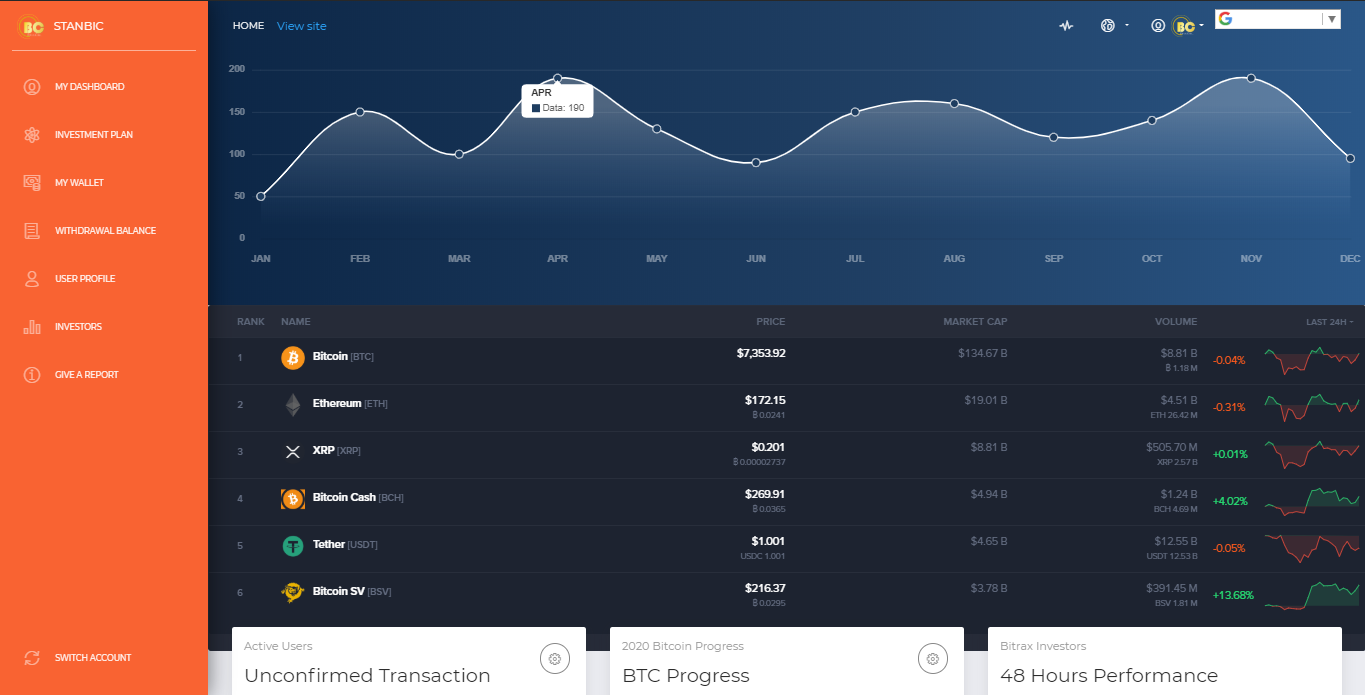 BC STANBIC
HOME View site
BC
MY DASHBOARD
INVESTMENT PLAN
MY WALLET
WITHDRAWAL BALANCE
USER PROFILE
INVESTORS
GIVE A REPORT
SWITCH ACCOUNT
200
150
100
50
0
APR
Data: 190
JAN FEB MAR APR MAY JUN JUL AUG SEP OCT NOV DEC
RANK NAME PRICE MARKET CAP VOLUME LAST 24H
1 Bitcoin [BTC] $7,353.92 $134.67 B $8.81 B -0.04%
₿ 1.18 M
2 Ethereum [ETH] $172.15 $19.01 B $4.51 B -0.31%
₿ 0.0241 ETH 26.42 M
3 XRP [XRP] $0.201 $8.81 B $505.70 M +0.01%
₿ 0.00002737 XRP 2.57 B
4 Bitcoin Cash [BCH] $269.91 $4.94 B $1.24 B +4.02%
₿ 0.0365 BCH 4.69 M
5 Tether [USDT] $1.001 $4.65 B $12.55 B -0.05%
USDC 1.001 USDT 12.53 B
6 Bitcoin SV [BSV] $216.37 $3.78 B $391.45 M +13.68%
₿ 0.0295 BSV 1.81 M
Active Users
Unconfirmed Transaction
2020 Bitcoin Progress
BTC Progress
Bitrax Investors
48 Hours Performance